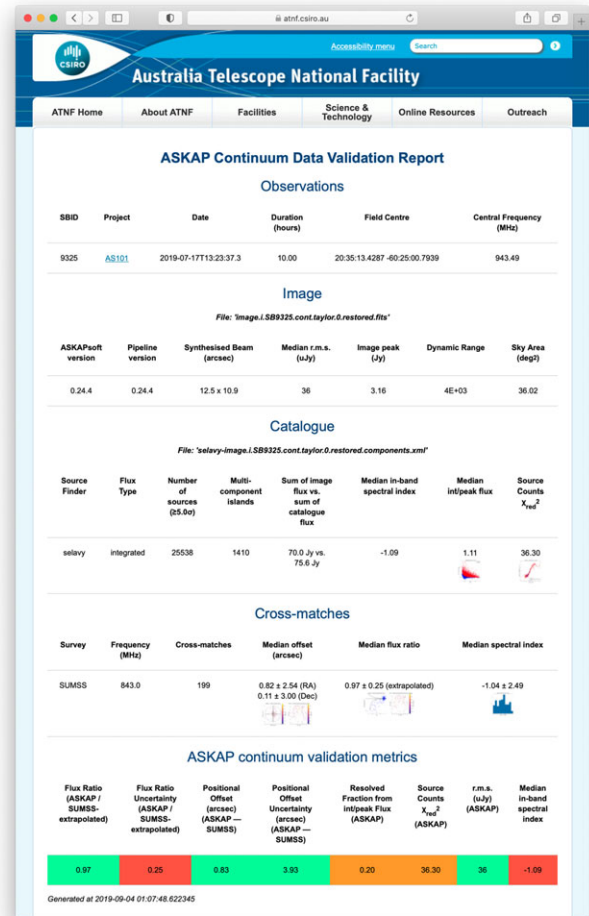 atnf.csiro.au
Accessibility menu
Search
CSIRO
Australia Telescope National Facility
ATNF Home
About ATNF
Facilities
Science &
Technology
Online Resources
Outreach
ASKAP Continuum Data Validation Report
Observations
SBID Project Date Duration (hours) Field Centre Central Frequency (MHz)
9325 AS101 2019-07-17T13:23:37.3 10.00 20:35:13.4287 -60:25:00.7939 943.49
Image
File: 'image.i.SB9325.cont.taylor.0.restored.fits'
ASKAPsoft version Pipeline version Synthesised Beam (arcsec) Median r.m.s. (uJy) Image peak (Jy) Dynamic Range Sky Area (deg2)
0.24.4 0.24.4 12.5 x 10.9 36 3.16 4E+03 36.02
Catalogue
File: 'selavy-image.i.SB9325.cont.taylor.0.restored.components.xml'
Source Finder Flux Type Number of sources (≥5.0σ) Multi-component islands Sum of image flux vs. sum of catalogue flux Median in-band spectral index Median int/peak flux Source Counts χred2
selavy integrated 25538 1410 70.0 Jy vs. 75.6 Jy -1.09 1.11 36.30
Cross-matches
Survey Frequency (MHz) Cross-matches Median offset (arcsec) Median flux ratio Median spectral index
SUMSS 843.0 199 0.82 ± 2.54 (RA) 0.11 ± 3.00 (Dec) 0.97 ± 0.25 (extrapolated) -1.04 ± 2.49
ASKAP continuum validation metrics
Flux Ratio (ASKAP / SUMSS-extrapolated) Flux Ratio Uncertainty (ASKAP / SUMSS-extrapolated) Positional Offset (arcsec) (ASKAP — SUMSS) Positional Offset Uncertainty (arcsec) (ASKAP — SUMSS) Resolved Fraction from int/peak Flux (ASKAP) Source Counts χred2 (ASKAP) r.m.s. (uJy) (ASKAP) Median in-band spectral index
0.97 0.25 0.83 3.93 0.20 36.30 36 -1.09
Generated at 2019-09-04 01:07:48.622345